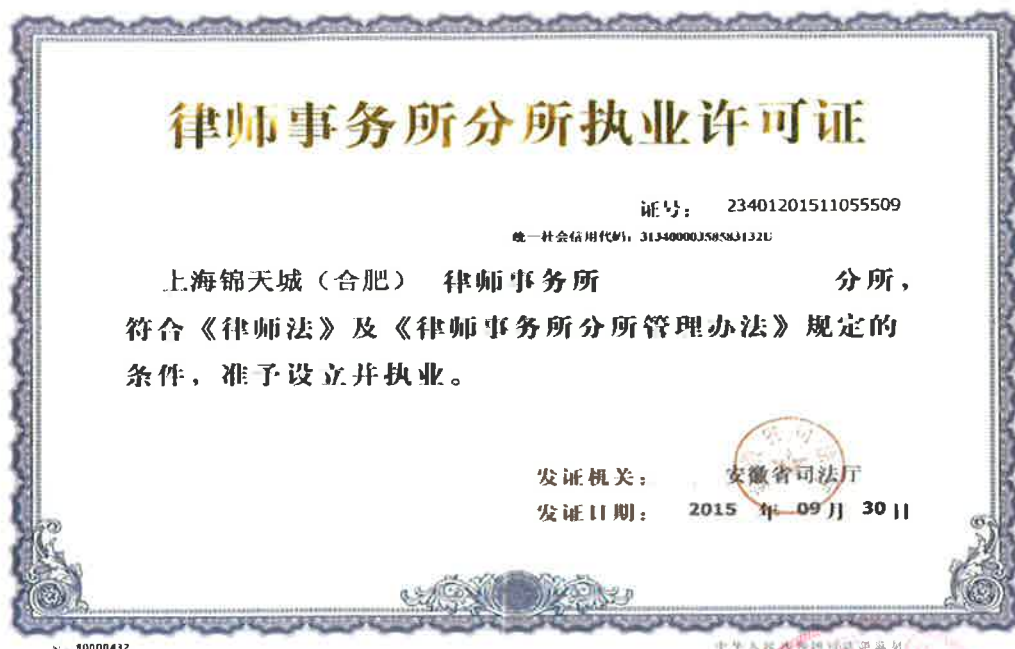 律师事务所分所执业许可证
证号： 23401201511055509
统一社会信用代码： 31340000358583132U
上海锦天城（合肥） 律师事务所 分所，
符合《律师法》及《律师事务所分所管理办法》规定的
条件，准予设立并执业。
发证机关： 安徽省司法厅
发证日期： 2015 年 09 月 30 日
No. 80000432